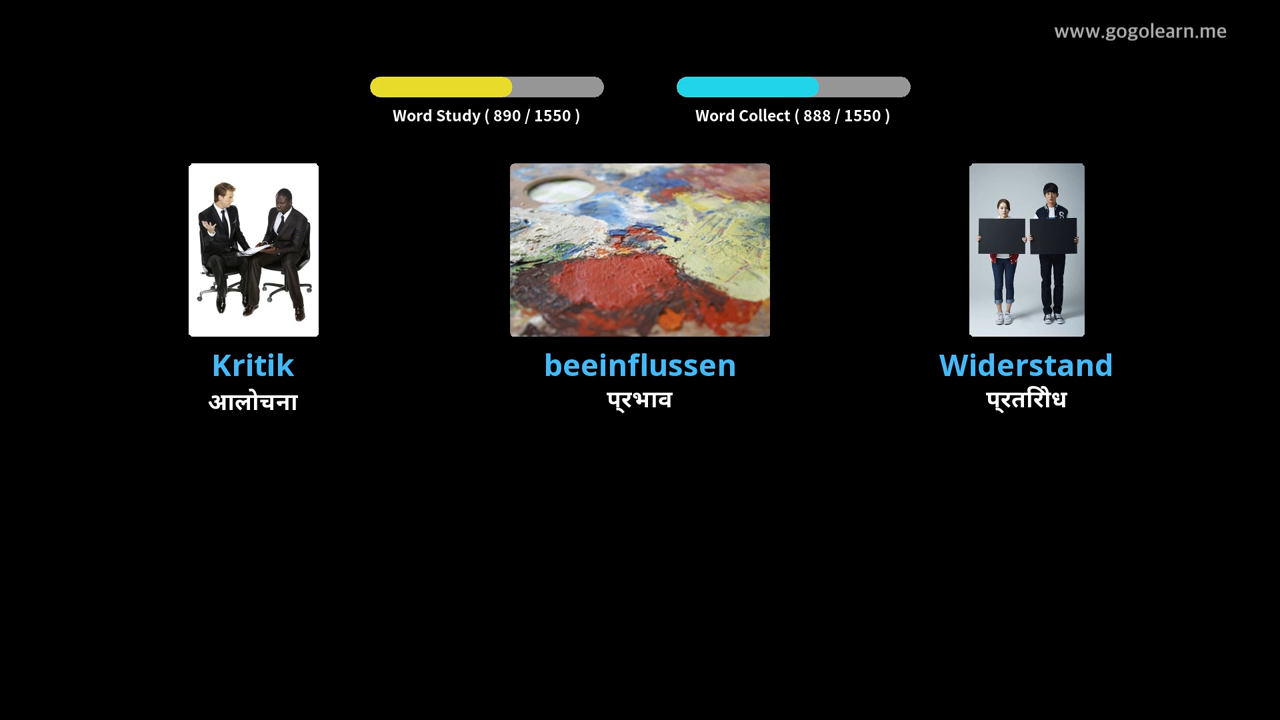 www.gogolearn.me
Word Study ( 890 / 1550 )
Word Collect ( 888 / 1550 )
Kritik
beeinflussen
Widerstand
आलोचना
प्रभाव
प्रतिरोध